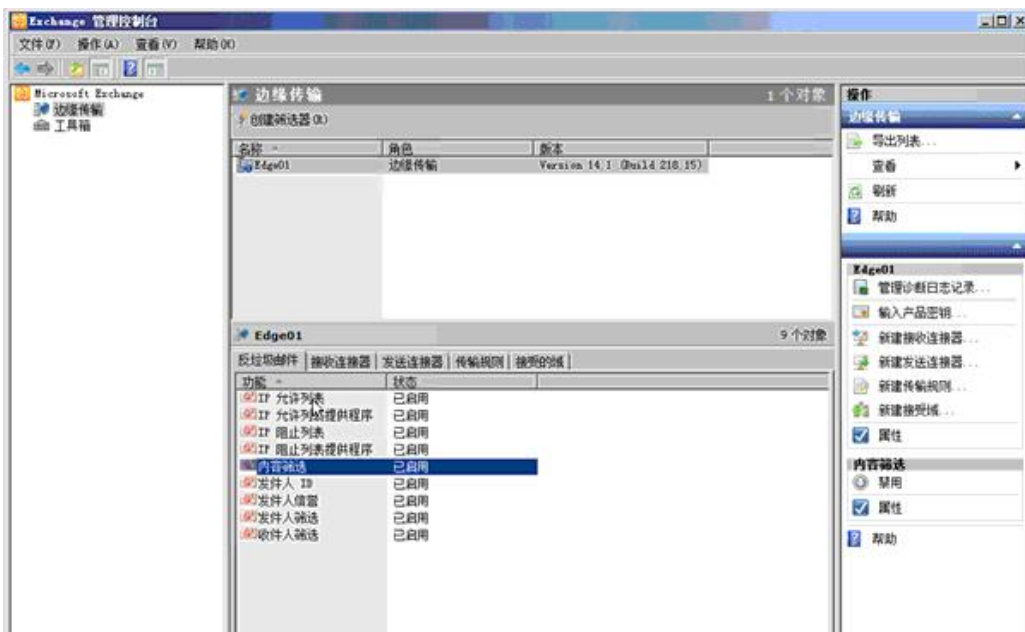 Exchange 管理控制台
文件(F) 操作(A) 查看(V) 帮助(H)
Microsoft Exchange
边缘传输
工具箱
边缘传输 1 个对象
创建筛选器(R)
名称 角色 版本
Edge01 边缘传输 Version 14.1 (Build 218.15)
Edge01 9 个对象
反垃圾邮件 接收连接器 发送连接器 传输规则 接受的域
功能 状态
IP 允许列表 已启用
IP 允许列表提供程序 已启用
IP 阻止列表 已启用
IP 阻止列表提供程序 已启用
内容筛选 已启用
发件人 ID 已启用
发件人信誉 已启用
发件人筛选 已启用
收件人筛选 已启用
操作
边缘传输
导出列表...
查看
刷新
帮助
Edge01
管理诊断日志记录...
输入产品密钥...
新建接收连接器...
新建发送连接器...
新建传输规则...
新建接受域...
属性
内容筛选
禁用
属性
帮助